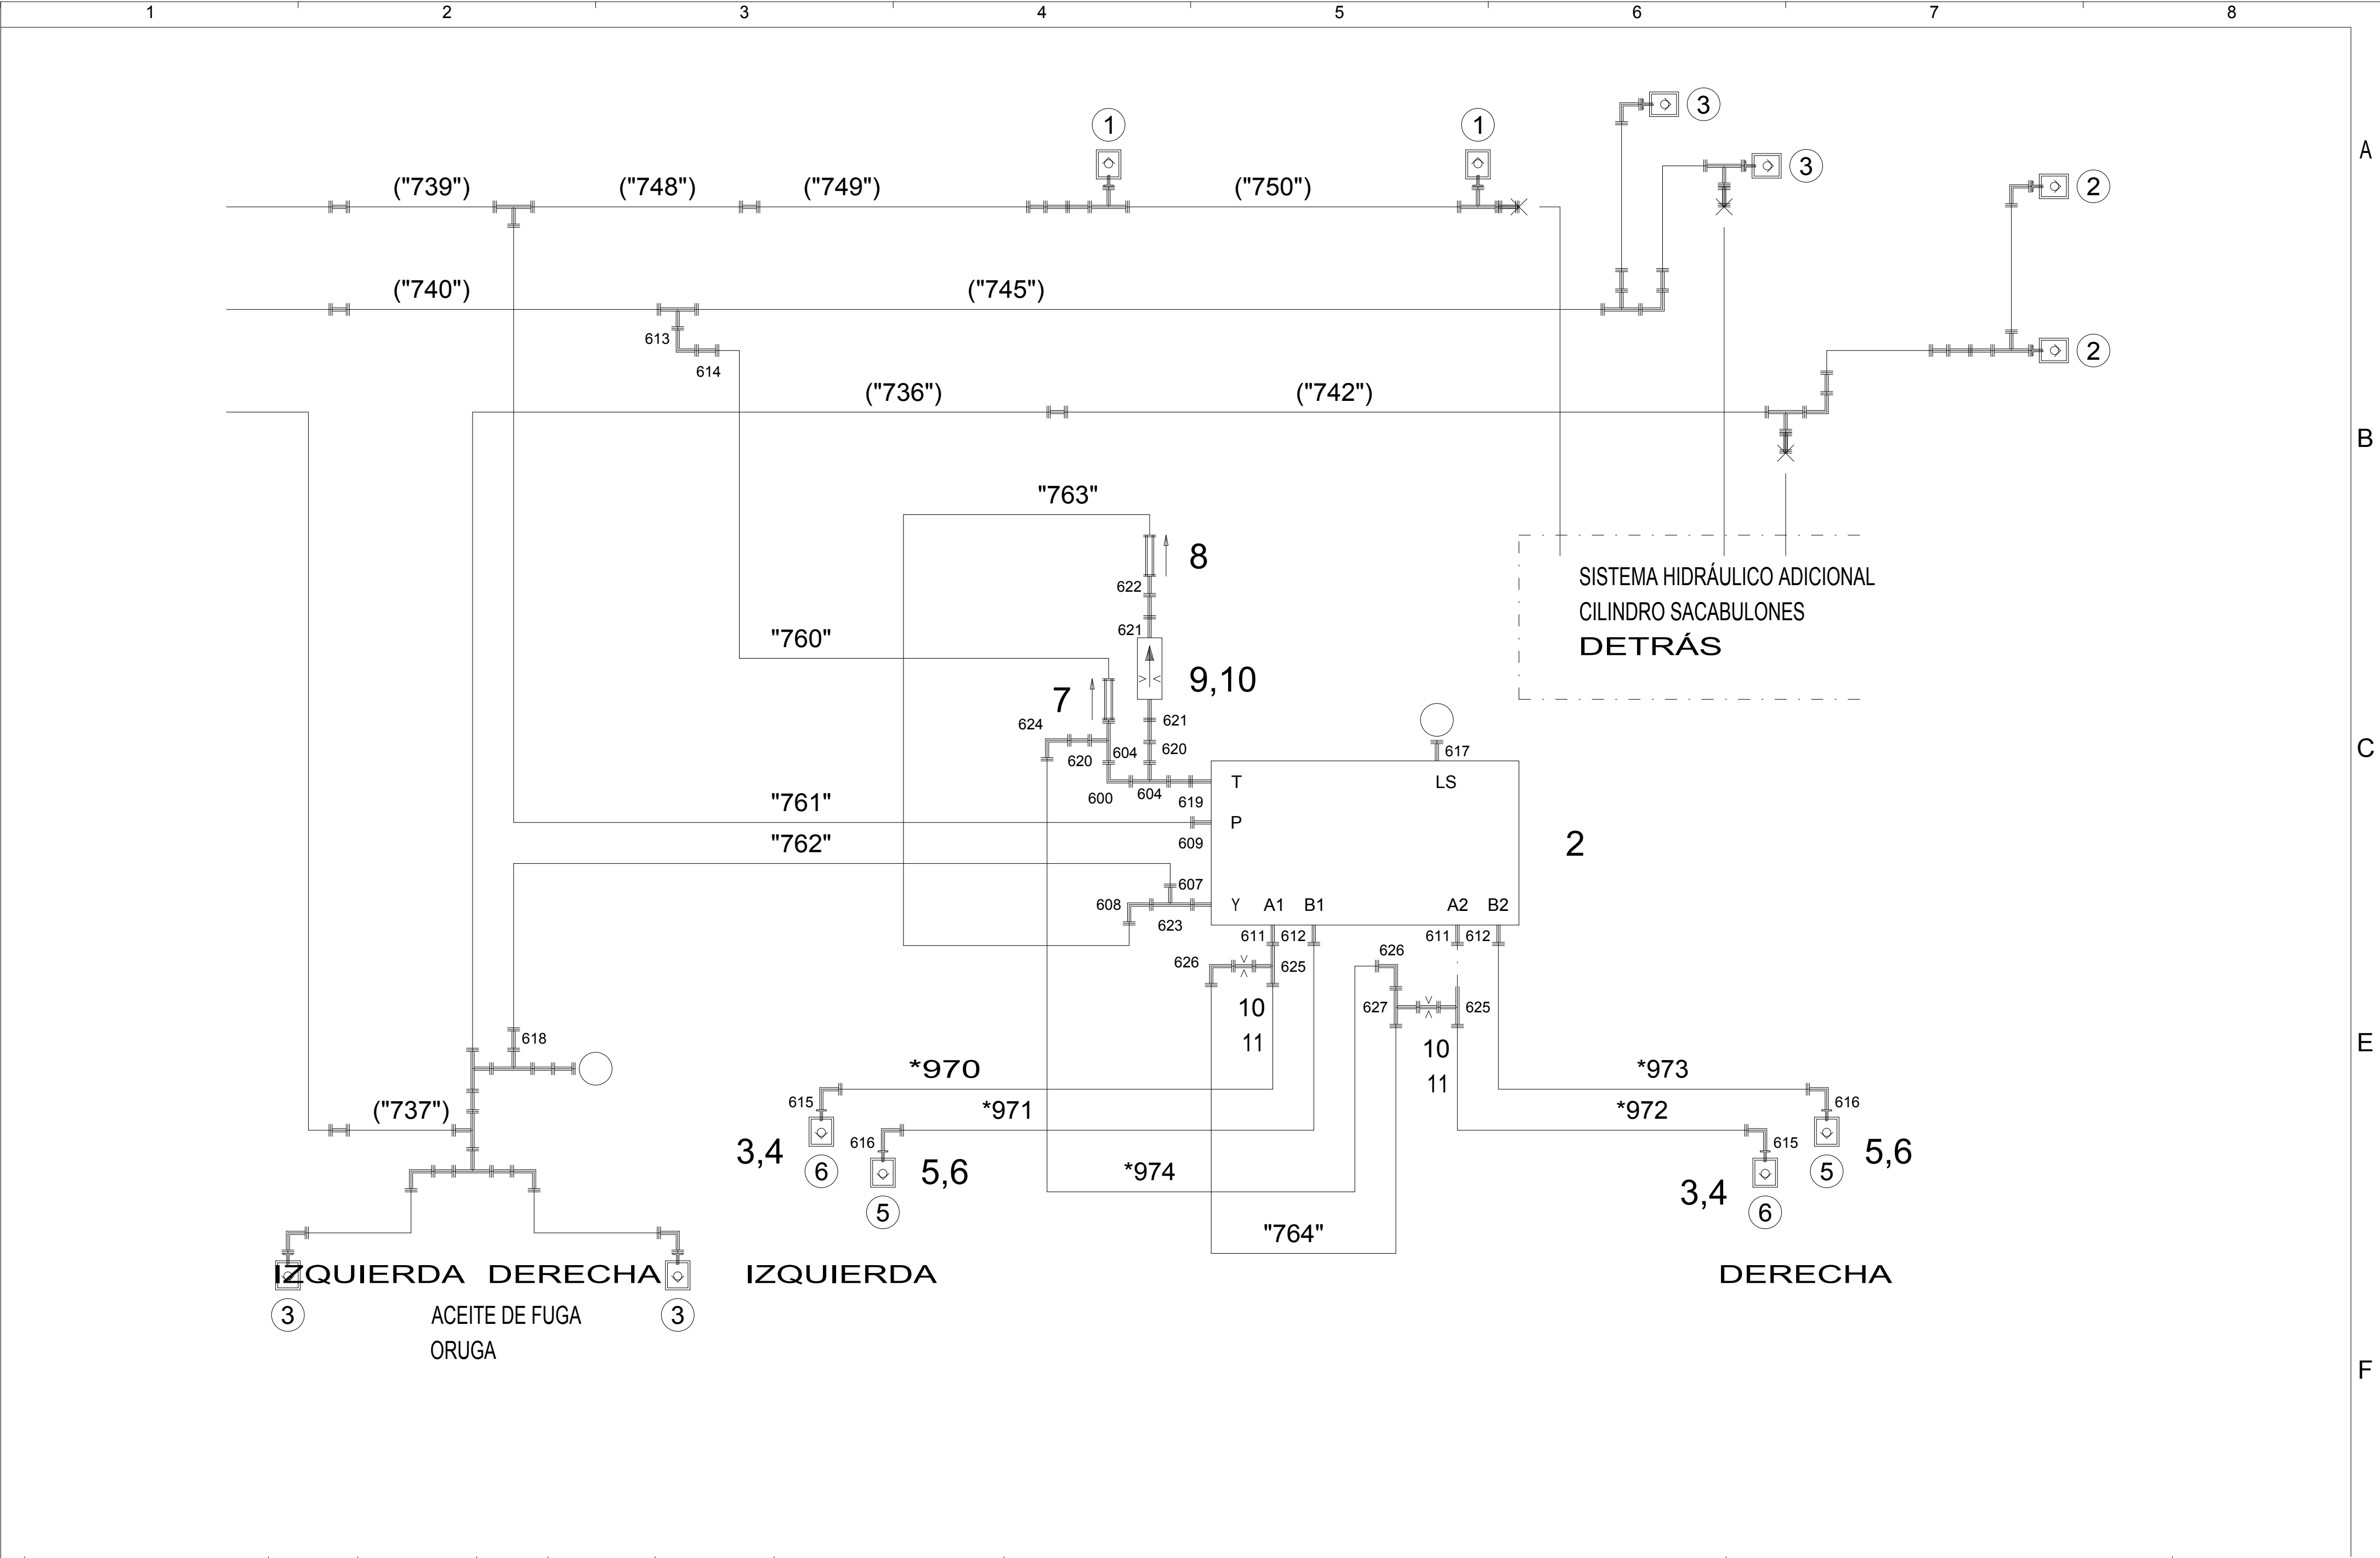 1 2 3 4 5 6 7 8
A
B
C
E
F
1 1 3
3
2
("739") ("748") ("749") ("750")
("740") ("745")
613
614
2
("736") ("742")
"763"
8
622
621
"760"
9,10
7
624
621
604 620
620
600 604 619
617
SISTEMA HIDRÁULICO ADICIONAL
CILINDRO SACABULONES
DETRÁS
T LS
"761"
P
609
2
"762"
607
608
623
Y A1 B1 A2 B2
611 612 611 612
626 625 626
10
11
627 625
10
11
618
*970 *973
("737")
615 *971 *972 616
3,4 616 615 5,6
6 5,6 *974 3,4 5
5 6
"764"
IZQUIERDA DERECHA IZQUIERDA DERECHA
3 3
ACEITE DE FUGA
ORUGA